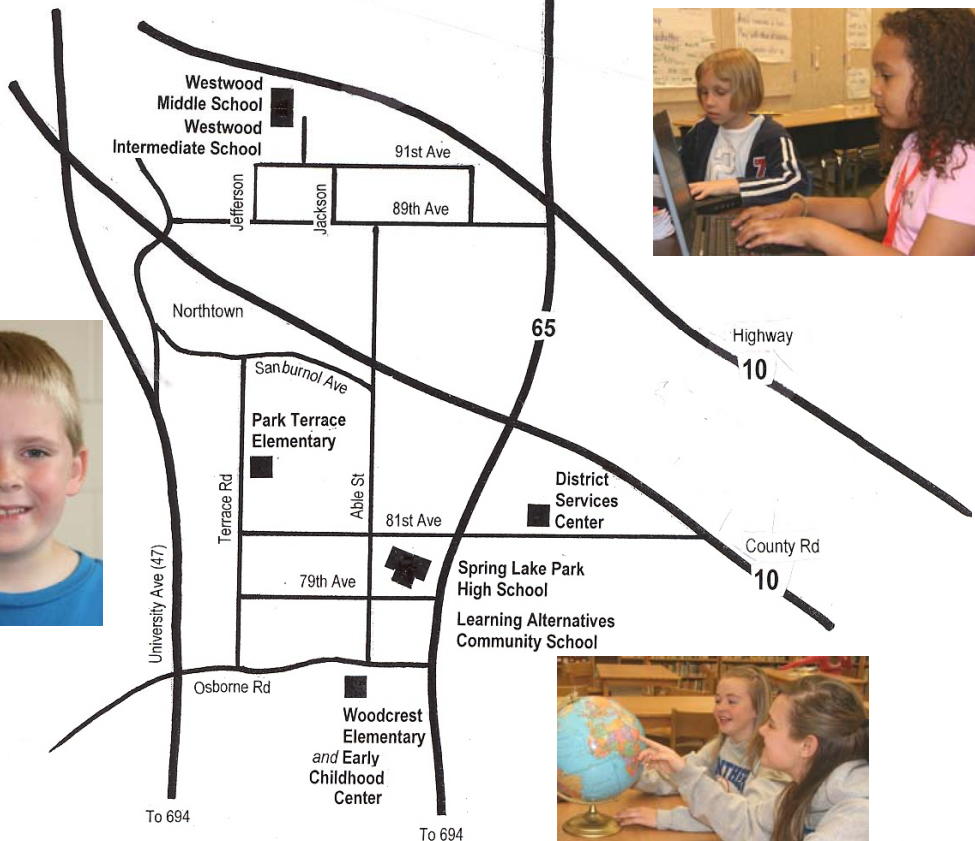 Westwood
Middle School
Westwood
Intermediate School
91st Ave
Jefferson
Jackson
89th Ave
Northtown
65
Highway
10
Sanburnol Ave
Park Terrace
Elementary
Terrace Rd
Able St
District
Services
Center
81st Ave
County Rd
10
79th Ave
Spring Lake Park
High School
Learning Alternatives
Community School
University Ave (47)
Osborne Rd
Woodcrest
Elementary
and Early
Childhood
Center
To 694
To 694
7